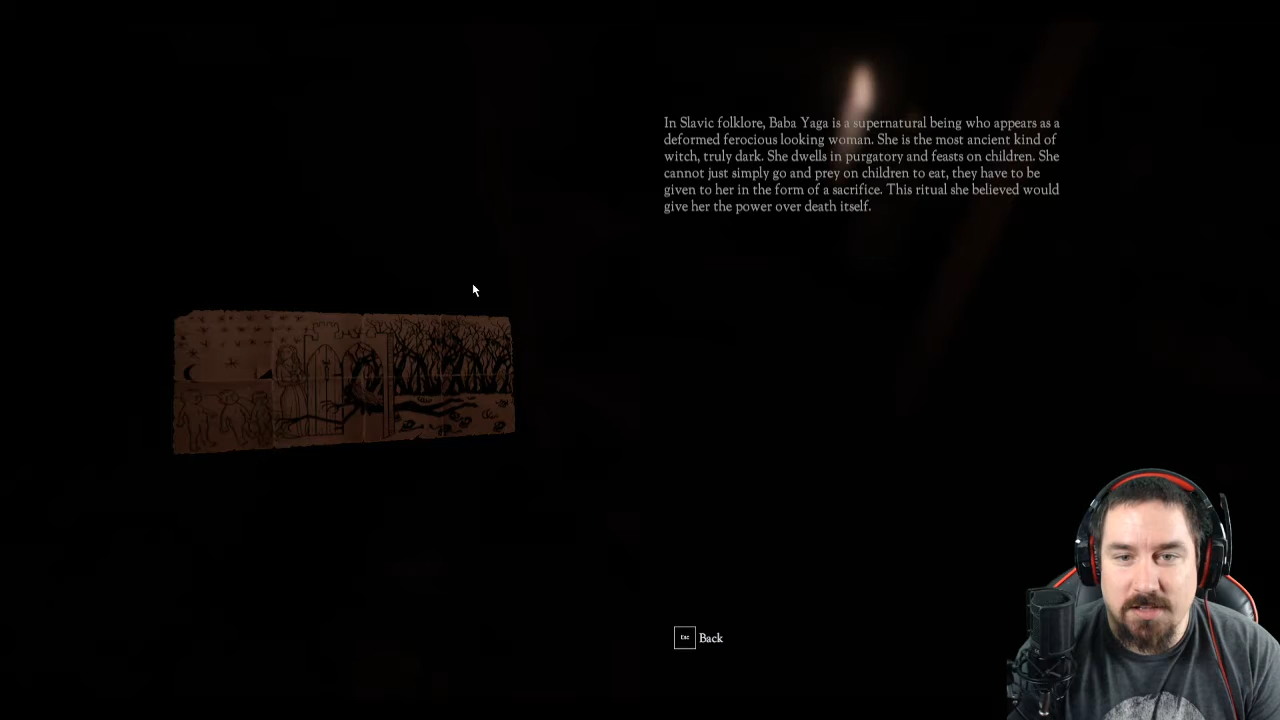 In Slavic folklore, Baba Yaga is a supernatural being who appears as a
deformed ferocious looking woman. She is the most ancient kind of
witch, truly dark. She dwells in purgatory and feasts on children. She
cannot just simply go and prey on children to eat, they have to be
given to her in the form of a sacrifice. This ritual she believed would
give her the power over death itself.
Esc Back